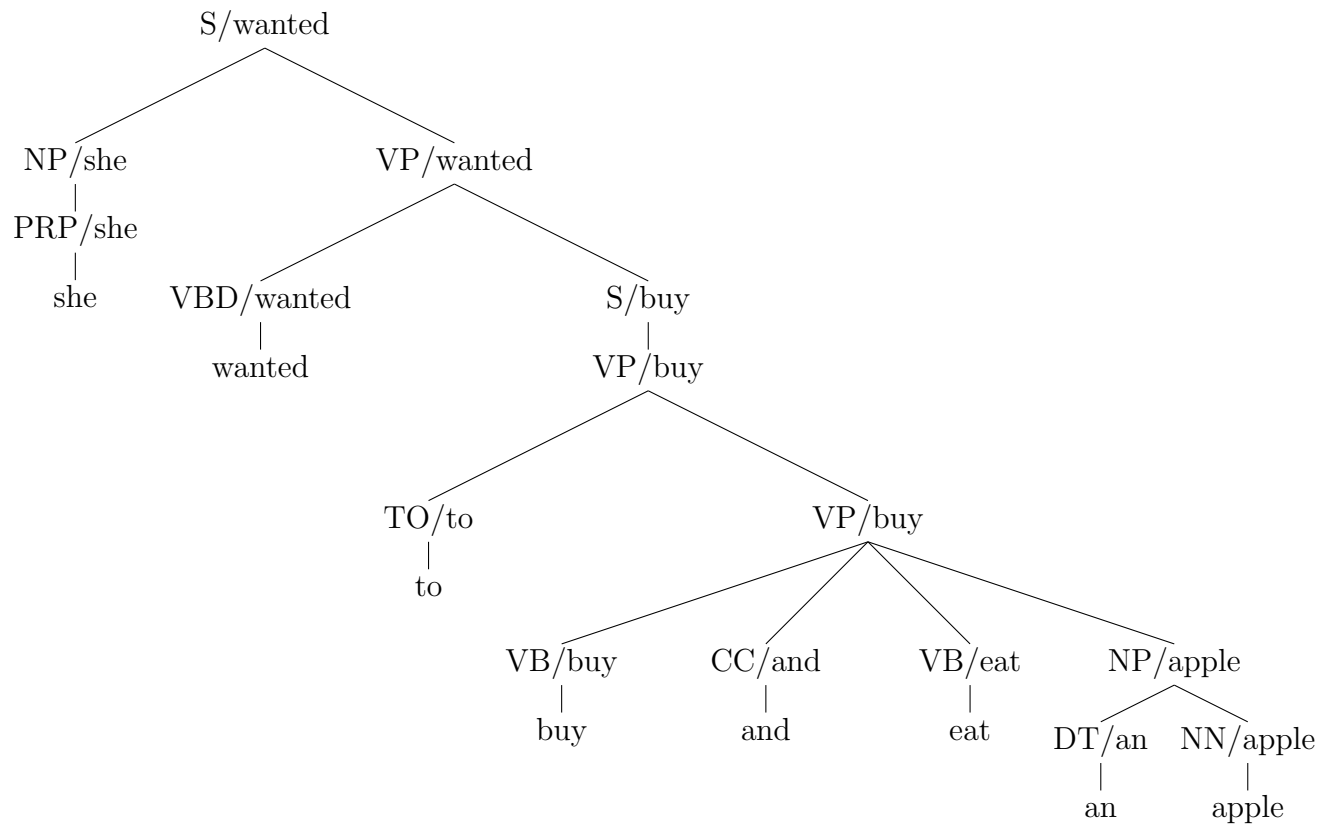 S/wanted
NP/she VP/wanted
PRP/she
she VBD/wanted S/buy
wanted VP/buy
TO/to VP/buy
to
VB/buy CC/and VB/eat NP/apple
buy and eat
DT/an NN/apple
an apple